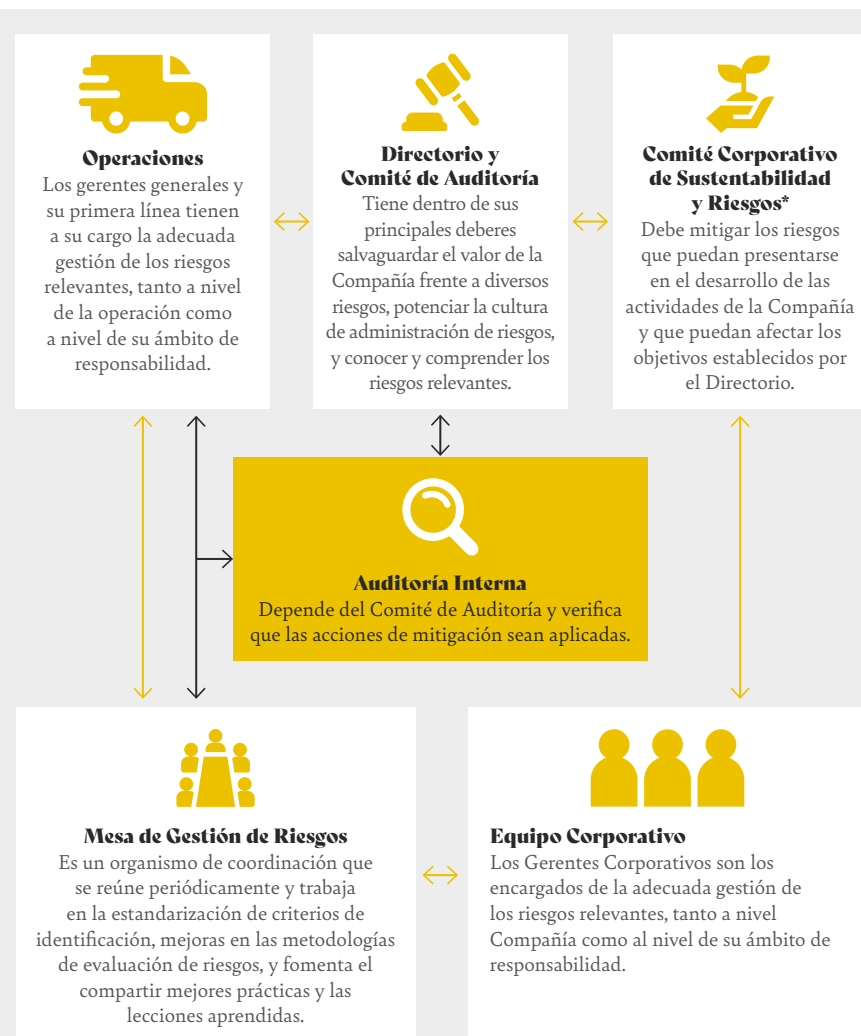 Operaciones
Los gerentes generales y
su primera línea tienen
a su cargo la adecuada
gestión de los riesgos
relevantes, tanto a nivel
de la operación como
a nivel de su ámbito de
responsabilidad.
Directorio y
Comité de Auditoría
Tiene dentro de sus
principales deberes
salvaguardar el valor de la
Compañía frente a diversos
riesgos, potenciar la cultura
de administración de riesgos,
y conocer y comprender los
riesgos relevantes.
Comité Corporativo
de Sustentabilidad
y Riesgos*
Debe mitigar los riesgos
que puedan presentarse
en el desarrollo de las
actividades de la Compañía
y que puedan afectar los
objetivos establecidos por
el Directorio.
Auditoría Interna
Depende del Comité de Auditoría y verifica
que las acciones de mitigación sean aplicadas.
Mesa de Gestión de Riesgos
Es un organismo de coordinación que
se reúne periódicamente y trabaja
en la estandarización de criterios de
identificación, mejoras en las metodologías
de evaluación de riesgos, y fomenta el
compartir mejores prácticas y las
lecciones aprendidas.
Equipo Corporativo
Los Gerentes Corporativos son los
encargados de la adecuada gestión de
los riesgos relevantes, tanto a nivel
Compañía como al nivel de su ámbito de
responsabilidad.